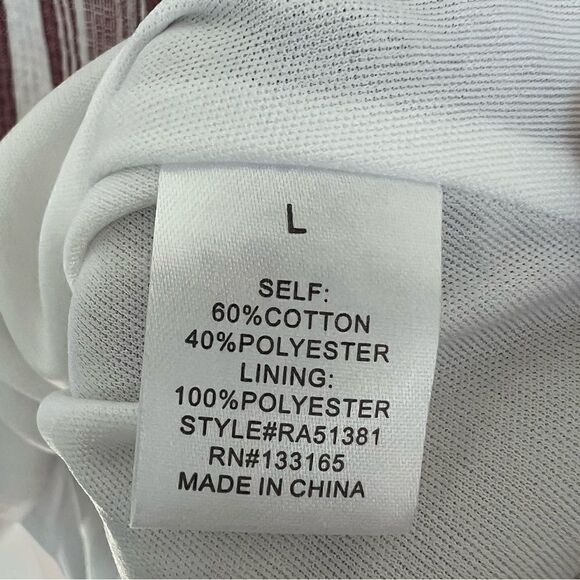 L
SELF:
60%COTTON
40%POLYESTER
LINING:
100%POLYESTER
STYLE#RA51381
RN#133165
MADE IN CHINA